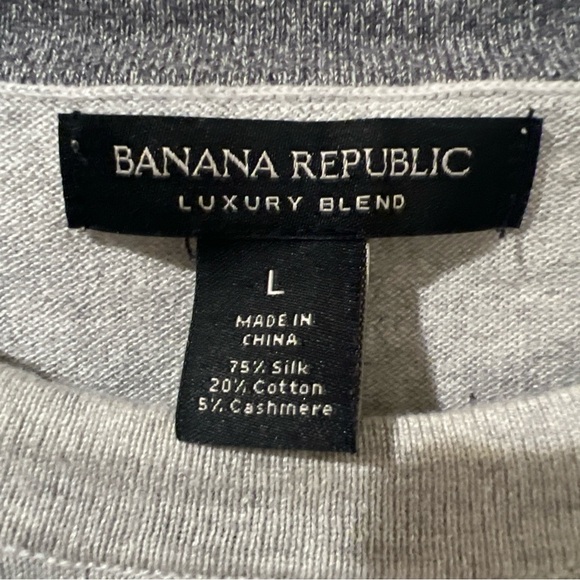 BANANA REPUBLIC
LUXURY BLEND
L
MADE IN
CHINA
75% Silk
20% Cotton
5% Cashmere